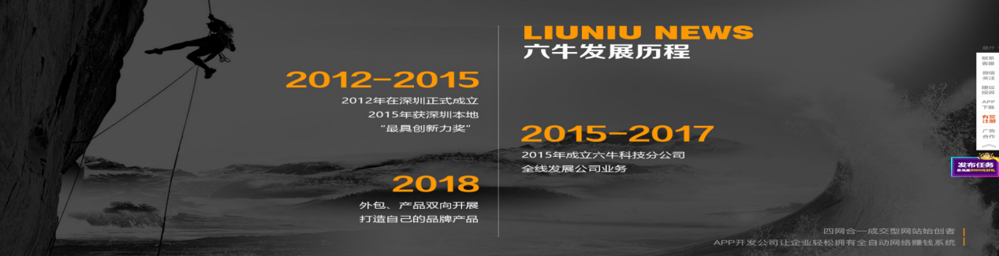 LIUNIU NEWS
六牛发展历程
2012-2015
2012年在深圳正式成立
2015年获深圳本地
“最具创新力奖”
2015-2017
2015年成立六牛科技分公司
全线发展公司业务
2018
外包、产品双向开展
打造自己的品牌产品
四网合一成交型网站始创者
APP开发公司让企业轻松拥有全自动网络赚钱系统
联系
客服
微信
关注
建议
投诉
APP
下载
有奖
注册
广告
合作
发布任务